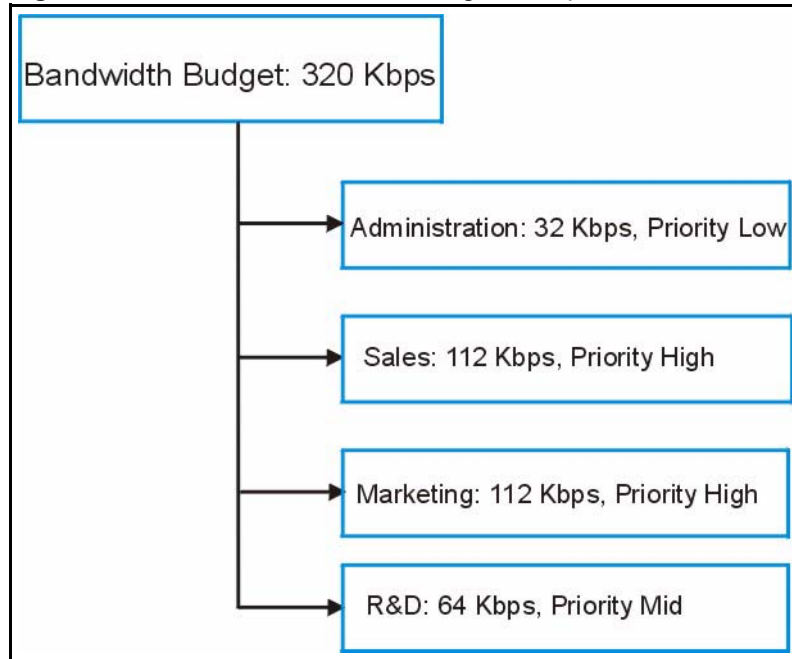 Bandwidth Budget: 320 Kbps
Administration: 32 Kbps, Priority Low
Sales: 112 Kbps, Priority High
Marketing: 112 Kbps, Priority High
R&D: 64 Kbps, Priority Mid